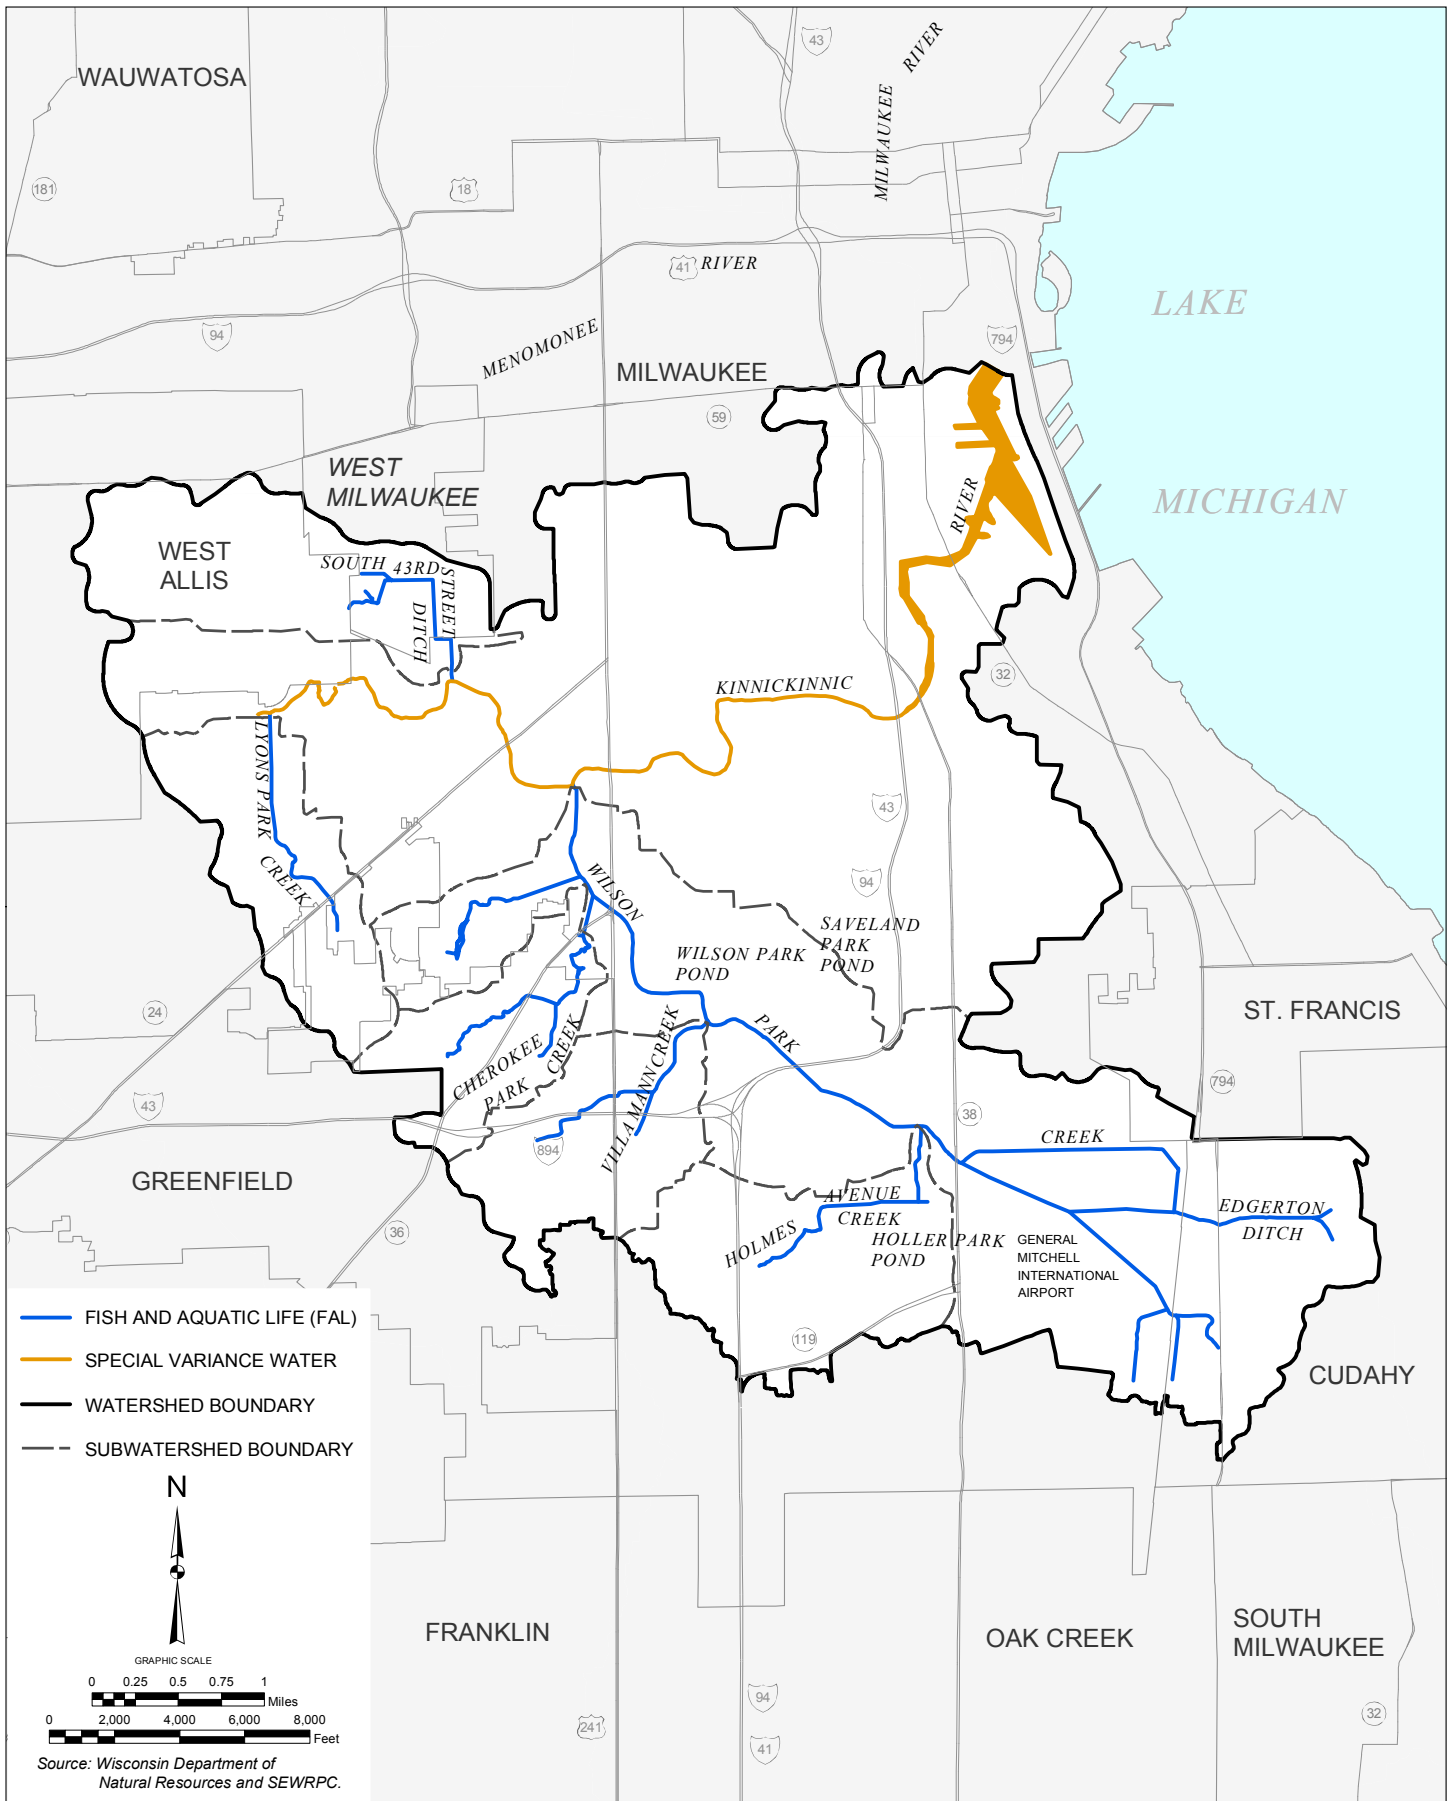 WAUWATOSA
43
RIVER
MILWAUKEE
181
18
41
RIVER
LAKE
94
794
MENOMONEE
MILWAUKEE
59
WEST
MILWAUKEE
MICHIGAN
RIVER
WEST
ALLIS
SOUTH 43RD
STREET
DITCH
32
KINNICKINNIC
LYONS PARK
CREEK
43
94
WILSON
SAVELAND
PARK
POND
WILSON PARK
POND
24
ST. FRANCIS
PARK
CHEROKEE
PARK
CREEK
VILLA MANN CREEK
794
43
38
894
CREEK
GREENFIELD
AVENUE
CREEK
EDGERTON
DITCH
HOLMES
HOLLER PARK
POND
36
GENERAL
MITCHELL
INTERNATIONAL
AIRPORT
119
CUDAHY
FISH AND AQUATIC LIFE (FAL)
SPECIAL VARIANCE WATER
WATERSHED BOUNDARY
SUBWATERSHED BOUNDARY
N
FRANKLIN
OAK CREEK
SOUTH
MILWAUKEE
GRAPHIC SCALE
0 0.25 0.5 0.75 1
Miles
0 2,000 4,000 6,000 8,000
Feet
94
32
241
41
Source: Wisconsin Department of
Natural Resources and SEWRPC.